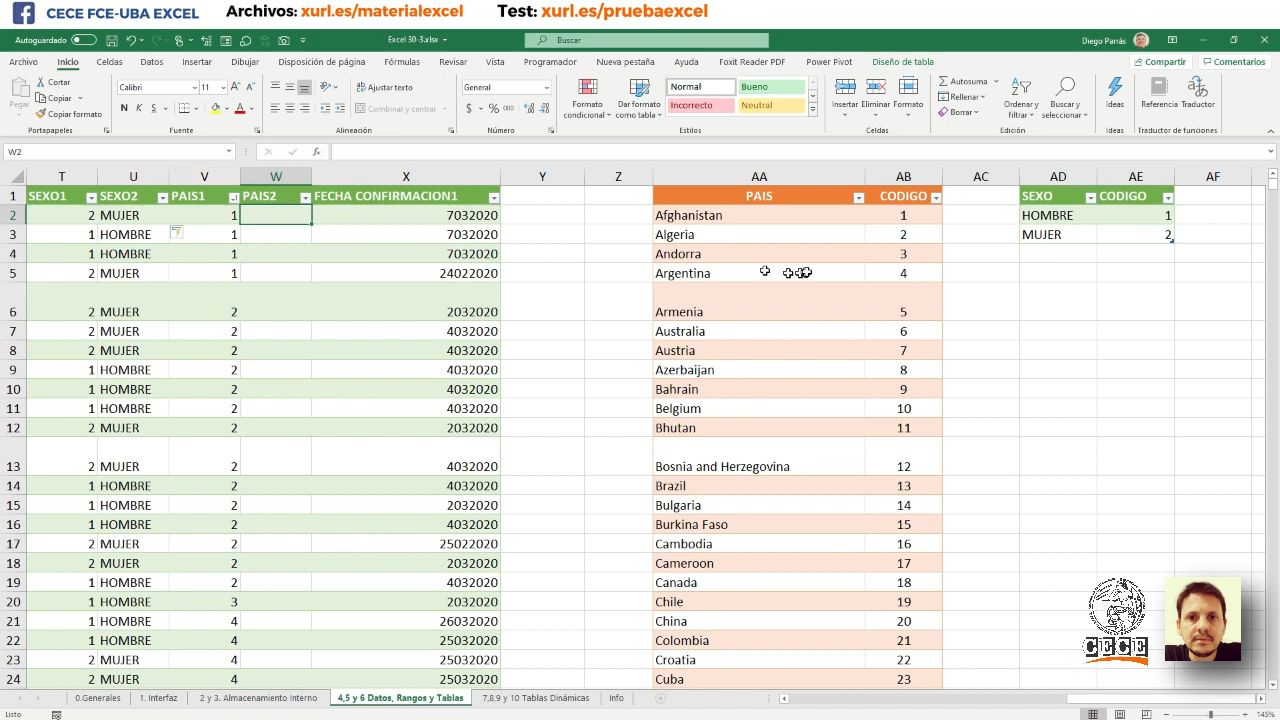 CECE FCE-UBA EXCEL Archivos: xurl.es/materialexcel Test: xurl.es/pruebaexcel
Autoguardado Excel 30-3.xlsx Buscar Diego Parrás
Archivo Inicio Celdas Datos Insertar Dibujar Disposición de página Fórmulas Revisar Vista Programador Nueva pestaña Ayuda Foxit Reader PDF Power Pivot Diseño de tabla Compartir Comentarios
Pegar Cortar Copiar Copiar formato
Calibri 11 N K S A
Ajustar texto Combinar y centrar
General $ % 000
Formato condicional Dar formato como tabla
Normal Bueno
Incorrecto Neutral
Insertar Eliminar Formato
Autosuma Rellenar Borrar Ordenar y filtrar Buscar y seleccionar
Ideas Referencia Traductor
Portapapeles Fuente Alineación Número Estilos Celdas Edición Ideas Traductor de funciones
W2 fx
T U V W X Y Z AA AB AC AD AE AF
1 SEXO1 SEXO2 PAIS1 PAIS2 FECHA CONFIRMACION1 PAIS CODIGO SEXO CODIGO
2 2 MUJER 1 7032020 Afghanistan 1 HOMBRE 1
3 1 HOMBRE 1 7032020 Algeria 2 MUJER 2
4 1 HOMBRE 1 7032020 Andorra 3
5 2 MUJER 1 24022020 Argentina 4
6 2 MUJER 2 2032020 Armenia 5
7 2 MUJER 2 4032020 Australia 6
8 2 MUJER 2 4032020 Austria 7
9 1 HOMBRE 2 4032020 Azerbaijan 8
10 1 HOMBRE 2 4032020 Bahrain 9
11 1 HOMBRE 2 4032020 Belgium 10
12 2 MUJER 2 2032020 Bhutan 11
13 2 MUJER 2 4032020 Bosnia and Herzegovina 12
14 1 HOMBRE 2 4032020 Brazil 13
15 1 HOMBRE 2 2032020 Bulgaria 14
16 1 HOMBRE 2 4032020 Burkina Faso 15
17 2 MUJER 2 25022020 Cambodia 16
18 2 MUJER 2 2032020 Cameroon 17
19 1 HOMBRE 2 4032020 Canada 18
20 1 HOMBRE 3 2032020 Chile 19
21 1 HOMBRE 4 26032020 China 20
22 1 HOMBRE 4 25032020 Colombia 21
23 2 MUJER 4 25032020 Croatia 22
24 2 MUJER 4 25032020 Cuba 23
CECE
0.Generales 1. Interfaz 2 y 3. Almacenamiento Interno 4,5 y 6 Datos, Rangos y Tablas 7,8,9 y 10 Tablas Dinámicas Info
Listo 145%